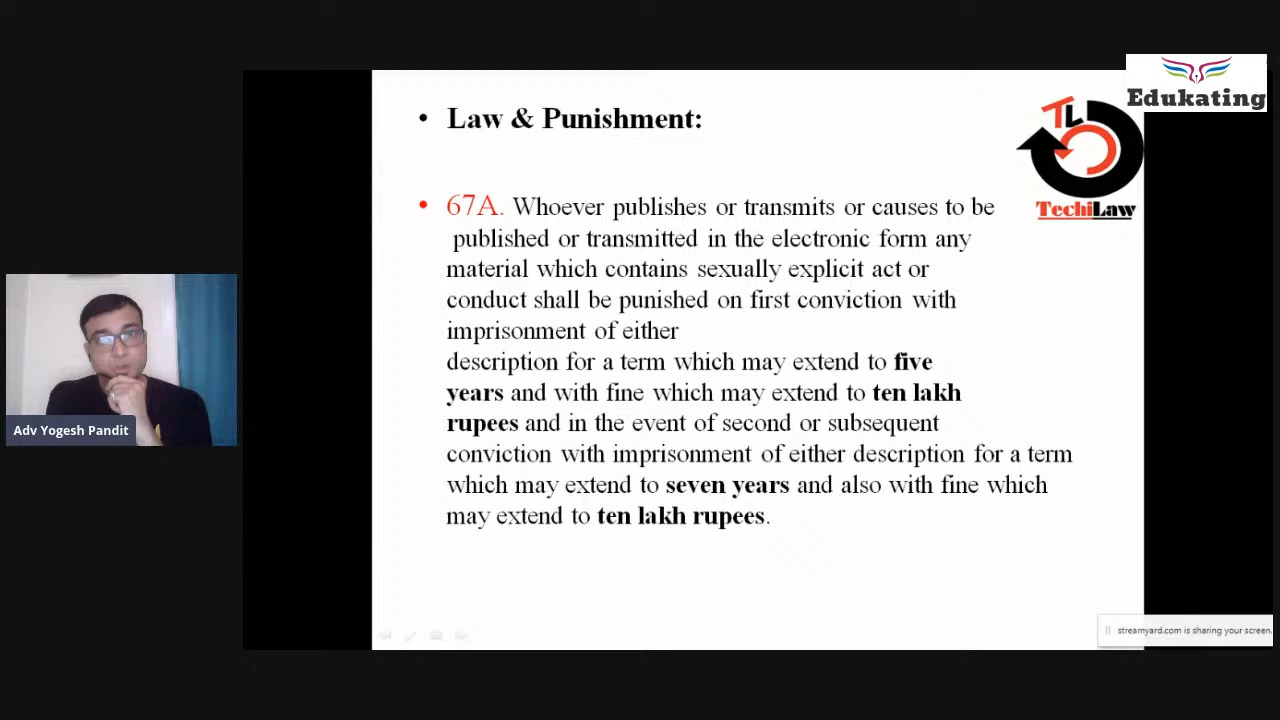 Edukating
• Law & Punishment:
TL
TechiLaw
• 67A. Whoever publishes or transmits or causes to be
published or transmitted in the electronic form any
material which contains sexually explicit act or
conduct shall be punished on first conviction with
imprisonment of either
description for a term which may extend to five
years and with fine which may extend to ten lakh
rupees and in the event of second or subsequent
conviction with imprisonment of either description for a term
which may extend to seven years and also with fine which
may extend to ten lakh rupees.
Adv Yogesh Pandit
streamyard.com is sharing your screen.